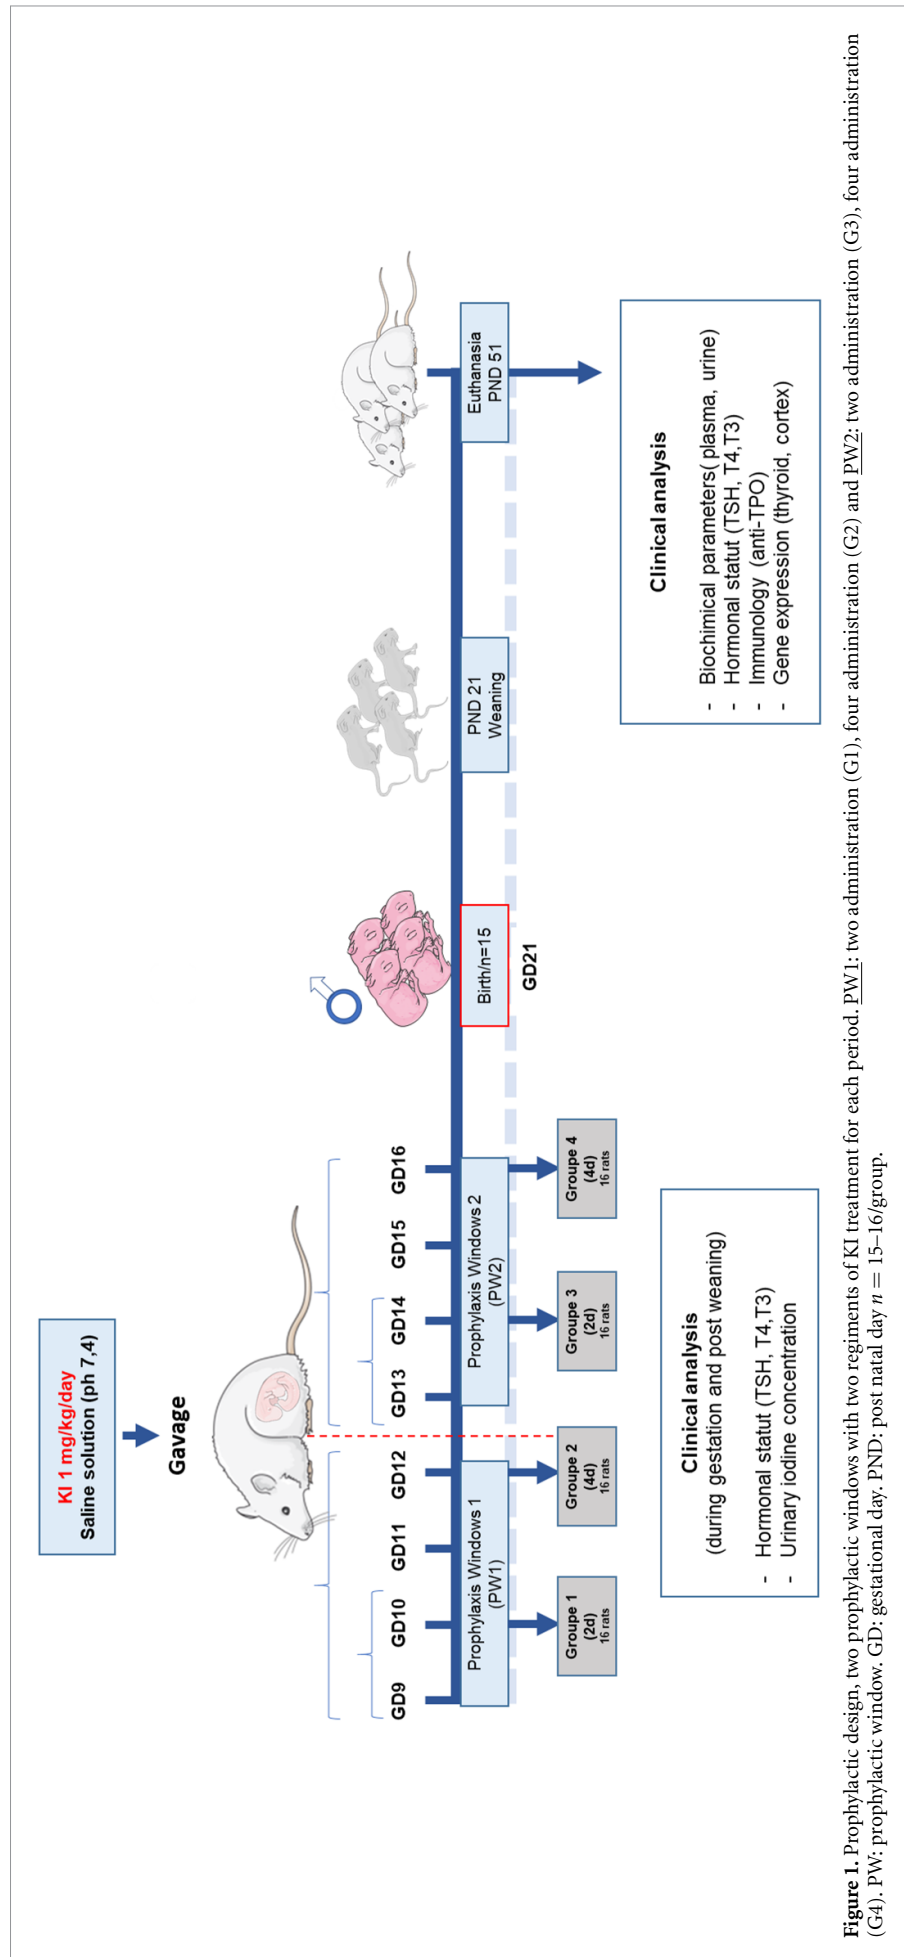 KI 1 mg/kg/day
Saline solution (ph 7,4)
Gavage
GD9
GD10
GD11
GD12
GD13
GD14
GD15
GD16
Prophylaxis Windows 1
(PW1)
Prophylaxis Windows 2
(PW2)
Birth/n=15
GD21
PND 21
Weaning
Euthanasia
PND 51
Groupe 1
(2d)
16 rats
Groupe 2
(4d)
16 rats
Groupe 3
(2d)
16 rats
Groupe 4
(4d)
16 rats
Clinical analysis
(during gestation and post weaning)
- Hormonal statut (TSH, T4,T3)
- Urinary iodine concentration
Clinical analysis
- Biochimical parameters( plasma, urine)
- Hormonal statut (TSH, T4,T3)
- Immunology (anti-TPO)
- Gene expression (thyroid, cortex)
Figure 1. Prophylactic design, two prophylactic windows with two regiments of KI treatment for each period. PW1: two administration (G1), four administration (G2) and PW2: two administration (G3), four administration
(G4). PW: prophylactic window. GD: gestational day. PND: post natal day n = 15–16/group.